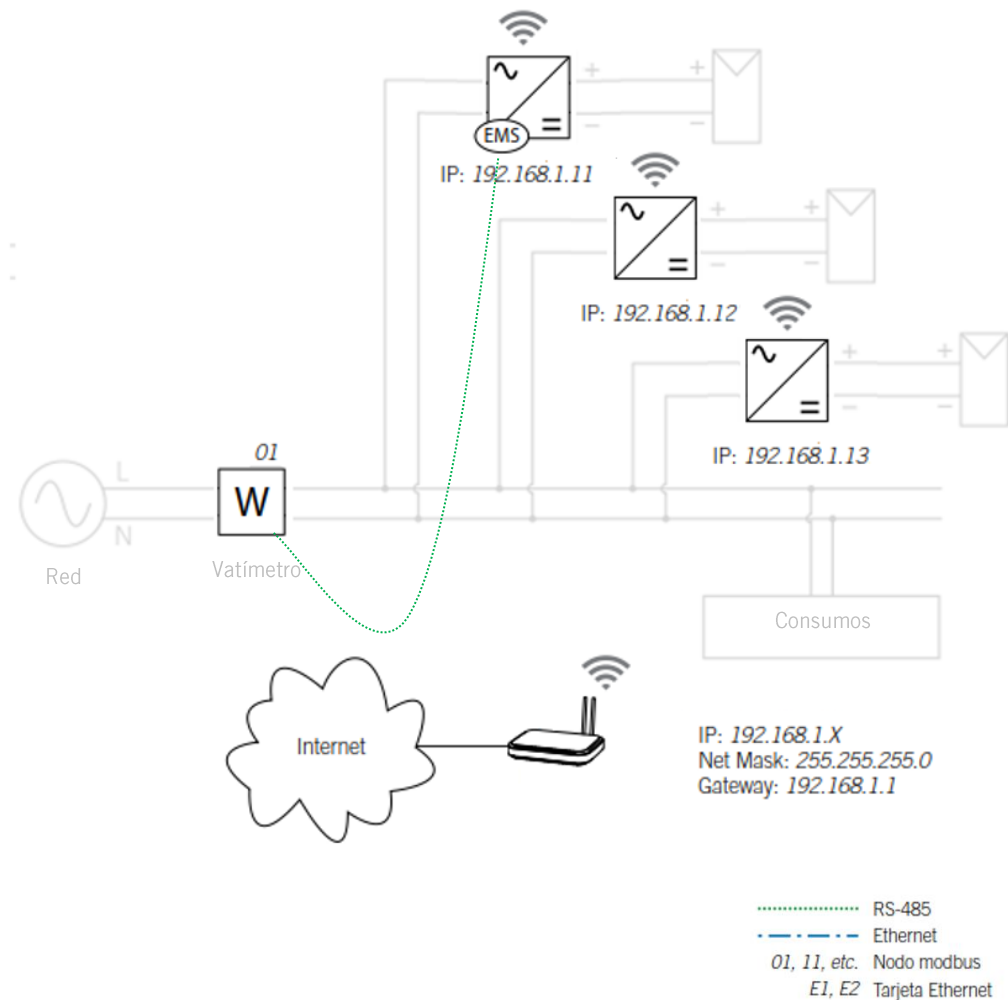 + +
EMS
− −
IP: 192.168.1.11
+ +
− −
IP: 192.168.1.12
+ +
− −
IP: 192.168.1.13
01
L
W
N
Red
Vatímetro
Consumos
Internet
IP: 192.168.1.X
Net Mask: 255.255.255.0
Gateway: 192.168.1.1
RS-485
Ethernet
01, 11, etc. Nodo modbus
E1, E2 Tarjeta Ethernet